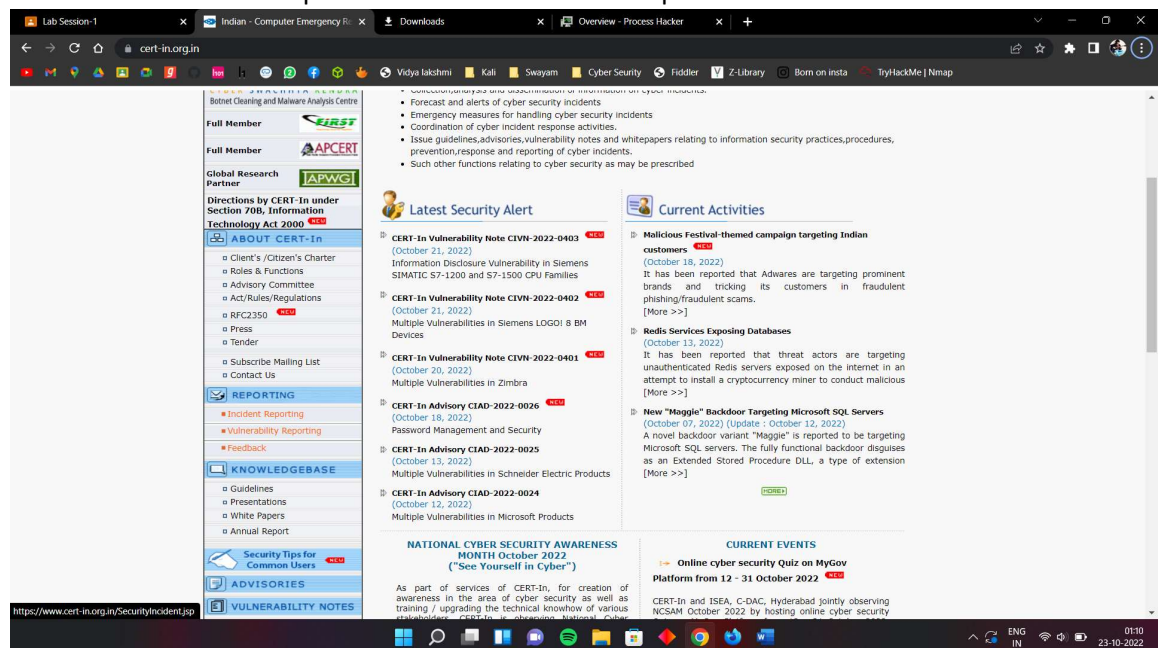 Lab Session-1
Indian - Computer Emergency Re
Downloads
Overview - Process Hacker
cert-in.org.in
Vidya lakshmi
Kali
Swayam
Cyber Seurity
Fiddler
Z-Library
Born on insta
TryHackMe | Nmap
Botnet Cleaning and Malware Analysis Centre
Full Member
FiRST
Full Member
APCERT
Global Research
Partner
APWG
Directions by CERT-In under
Section 70B, Information
Technology Act 2000 NEW
ABOUT CERT-In
Client's /Citizen's Charter
Roles & Functions
Advisory Committee
Act/Rules/Regulations
RFC2350 NEW
Press
Tender
Subscribe Mailing List
Contact Us
REPORTING
Incident Reporting
Vulnerability Reporting
Feedback
KNOWLEDGEBASE
Guidelines
Presentations
White Papers
Annual Report
Security Tips for
Common Users NEW
ADVISORIES
VULNERABILITY NOTES
• Collection,analysis and dissemination of information on cyber incidents.
• Forecast and alerts of cyber security incidents
• Emergency measures for handling cyber security incidents
• Coordination of cyber incident response activities.
• Issue guidelines,advisories,vulnerability notes and whitepapers relating to information security practices,procedures,
prevention,response and reporting of cyber incidents.
• Such other functions relating to cyber security as may be prescribed
Latest Security Alert
CERT-In Vulnerability Note CIVN-2022-0403 NEW
(October 21, 2022)
Information Disclosure Vulnerability in Siemens
SIMATIC S7-1200 and S7-1500 CPU Families
CERT-In Vulnerability Note CIVN-2022-0402 NEW
(October 21, 2022)
Multiple Vulnerabilities in Siemens LOGO! 8 BM
Devices
CERT-In Vulnerability Note CIVN-2022-0401 NEW
(October 20, 2022)
Multiple Vulnerabilities in Zimbra
CERT-In Advisory CIAD-2022-0026 NEW
(October 18, 2022)
Password Management and Security
CERT-In Advisory CIAD-2022-0025
(October 13, 2022)
Multiple Vulnerabilities in Schneider Electric Products
CERT-In Advisory CIAD-2022-0024
(October 12, 2022)
Multiple Vulnerabilities in Microsoft Products
Current Activities
Malicious Festival-themed campaign targeting Indian
customers NEW
(October 18, 2022)
It has been reported that Adwares are targeting prominent
brands and tricking its customers in fraudulent
phishing/fraudulent scams.
[More >>]
Redis Services Exposing Databases
(October 13, 2022)
It has been reported that threat actors are targeting
unauthenticated Redis servers exposed on the internet in an
attempt to install a cryptocurrency miner to conduct malicious
[More >>]
New "Maggie" Backdoor Targeting Microsoft SQL Servers
(October 07, 2022) (Update : October 12, 2022)
A novel backdoor variant "Maggie" is reported to be targeting
Microsoft SQL servers. The fully functional backdoor disguises
as an Extended Stored Procedure DLL, a type of extension
[More >>]
MORE
NATIONAL CYBER SECURITY AWARENESS
MONTH October 2022
("See Yourself in Cyber")
As part of services of CERT-In, for creation of
awareness in the area of cyber security as well as
training / upgrading the technical knowhow of various
stakeholders, CERT-In is observing National Cyber
CURRENT EVENTS
Online cyber security Quiz on MyGov
Platform from 12 - 31 October 2022 NEW
CERT-In and ISEA, C-DAC, Hyderabad jointly observing
NCSAM October 2022 by hosting online cyber security
https://www.cert-in.org.in/SecurityIncident.jsp
ENG
IN
01:10
23-10-2022